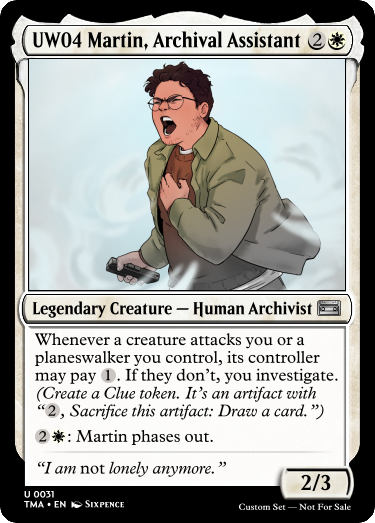 UW04 Martin, Archival Assistant 2
Legendary Creature — Human Archivist
Whenever a creature attacks you or a
planeswalker you control, its controller
may pay 1. If they don't, you investigate.
(Create a Clue token. It's an artifact with
“2, Sacrifice this artifact: Draw a card.”)
2: Martin phases out.
“I am not lonely anymore.”
2/3
U 0031
TMA • EN Sixpence
Custom Set — Not For Sale